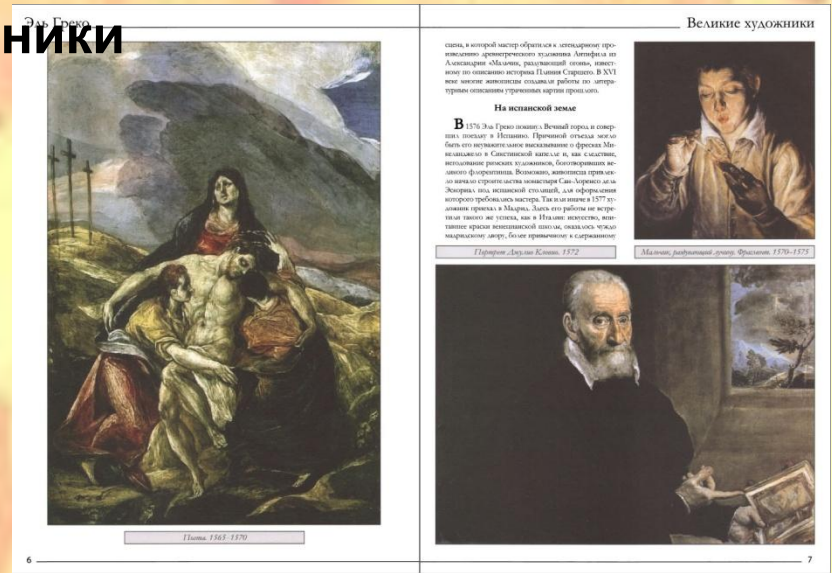 Эль Греко
ники
Пиета. 1565-1570
6
Великие художники
сцена, в которой мастер обратился к легендарному про-
изведению древнегреческого художника Антифила из
Александрии «Мальчик, раздувающий огонь», извест-
ному по описанию историка Плиния Старшего. В XVI
веке многие живописцы создавали работы по литера-
турным описаниям утраченных картин прошлого.
На испанской земле
В 1576 Эль Греко покинул Вечный город и совер-
шил поездку в Испанию. Причиной отъезда могло
быть его неуважительное высказывание о фресках Ми-
келанджело в Сикстинской капелле и, как следствие,
негодование римских художников, боготворивших ве-
ликого флорентинца. Возможно, живописца привлек-
ло начало строительства монастыря Сан-Лоренсо дель
Эскориал под испанской столицей, для оформления
которого требовались мастера. Так или иначе в 1577 ху-
дожник приехал в Мадрид. Здесь его работы не встре-
тили такого же успеха, как в Италии: искусство, впи-
тавшее краски венецианской школы, оказалось чуждо
мадридскому двору, более привычному к сдержанному
Портрет Джулио Кловио. 1572
Мальчик, раздувающий лучину. Фрагмент. 1570–1575
7